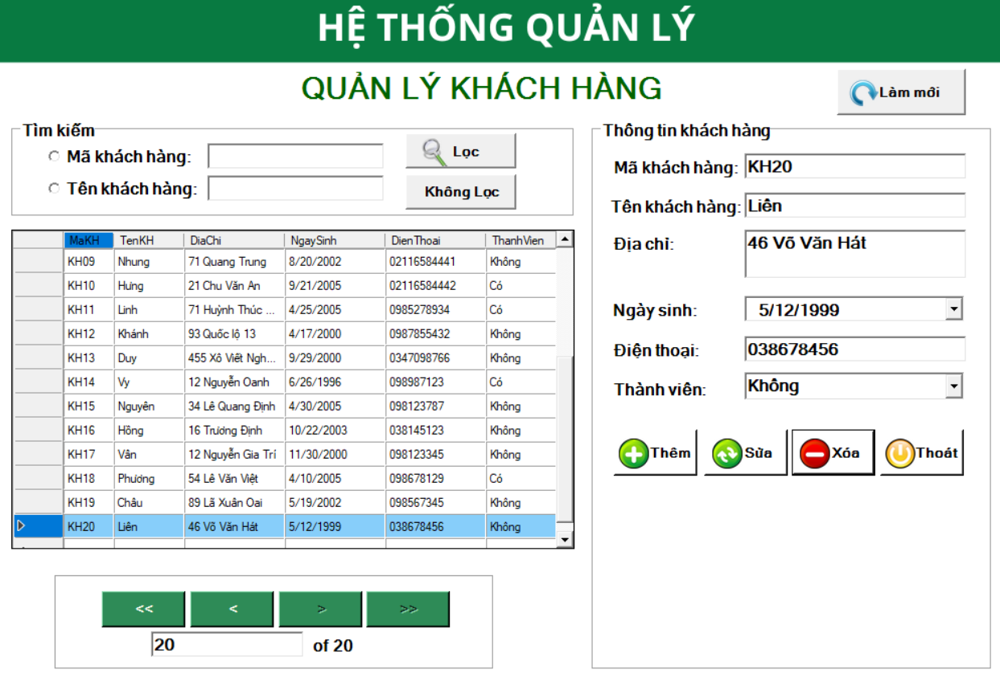 HỆ THỐNG QUẢN LÝ
QUẢN LÝ KHÁCH HÀNG
Làm mới
Tìm kiếm
Mã khách hàng:
Lọc
Tên khách hàng:
Không Lọc
MaKH TenKH DiaChi NgaySinh DienThoai ThanhVien
KH09 Nhung 71 Quang Trung 8/20/2002 02116584441 Không
KH10 Hưng 21 Chu Văn An 9/21/2005 02116584442 Có
KH11 Linh 71 Huỳnh Thúc ... 4/25/2005 0985278934 Có
KH12 Khánh 93 Quốc lộ 13 4/17/2000 0987855432 Không
KH13 Duy 455 Xô Viết Ngh... 9/29/2000 0347098766 Không
KH14 Vy 12 Nguyễn Oanh 6/26/1996 098987123 Có
KH15 Nguyên 34 Lê Quang Định 4/30/2005 098123787 Không
KH16 Hồng 16 Trương Định 10/22/2003 038145123 Không
KH17 Vân 12 Nguyễn Gia Trí 11/30/2000 098123345 Không
KH18 Phương 54 Lê Văn Việt 4/10/2005 098678129 Có
KH19 Châu 89 Lã Xuân Oai 5/19/2002 098567345 Không
KH20 Liên 46 Võ Văn Hát 5/12/1999 038678456 Không
<< < > >>
20 of 20
Thông tin khách hàng
Mã khách hàng: KH20
Tên khách hàng: Liên
Địa chỉ: 46 Võ Văn Hát
Ngày sinh: 5/12/1999
Điện thoại: 038678456
Thành viên: Không
Thêm Sửa Xóa Thoát